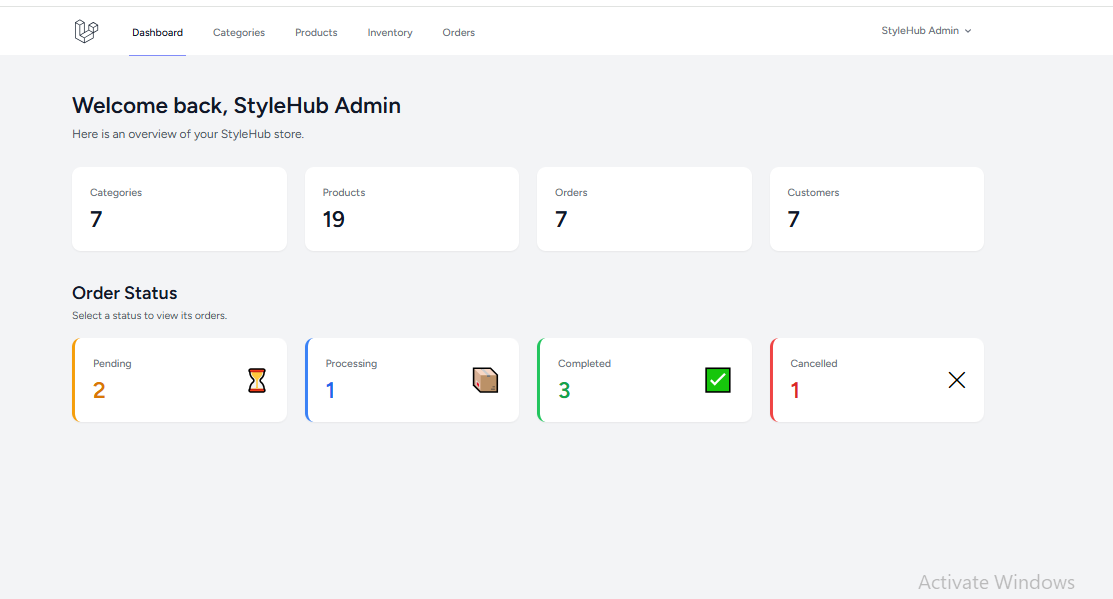 Dashboard Categories Products Inventory Orders StyleHub Admin
Welcome back, StyleHub Admin
Here is an overview of your StyleHub store.
Categories Products Orders Customers
7 19 7 7
Order Status
Select a status to view its orders.
Pending Processing Completed Cancelled
2 1 3 1
Activate Windows